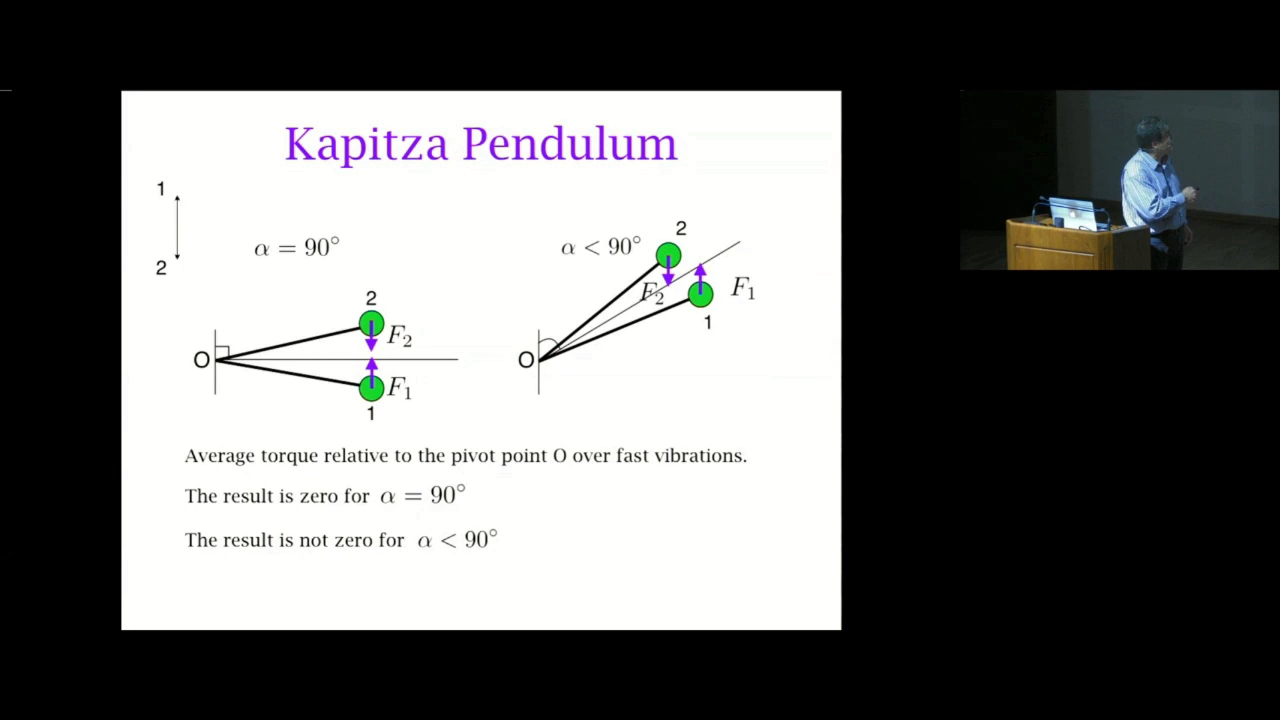 Kapitza Pendulum
1
2
α = 90°
2
O
F₂
F₁
1
α < 90°
2
F₂
F₁
O
1
Average torque relative to the pivot point O over fast vibrations.
The result is zero for α = 90°
The result is not zero for α < 90°